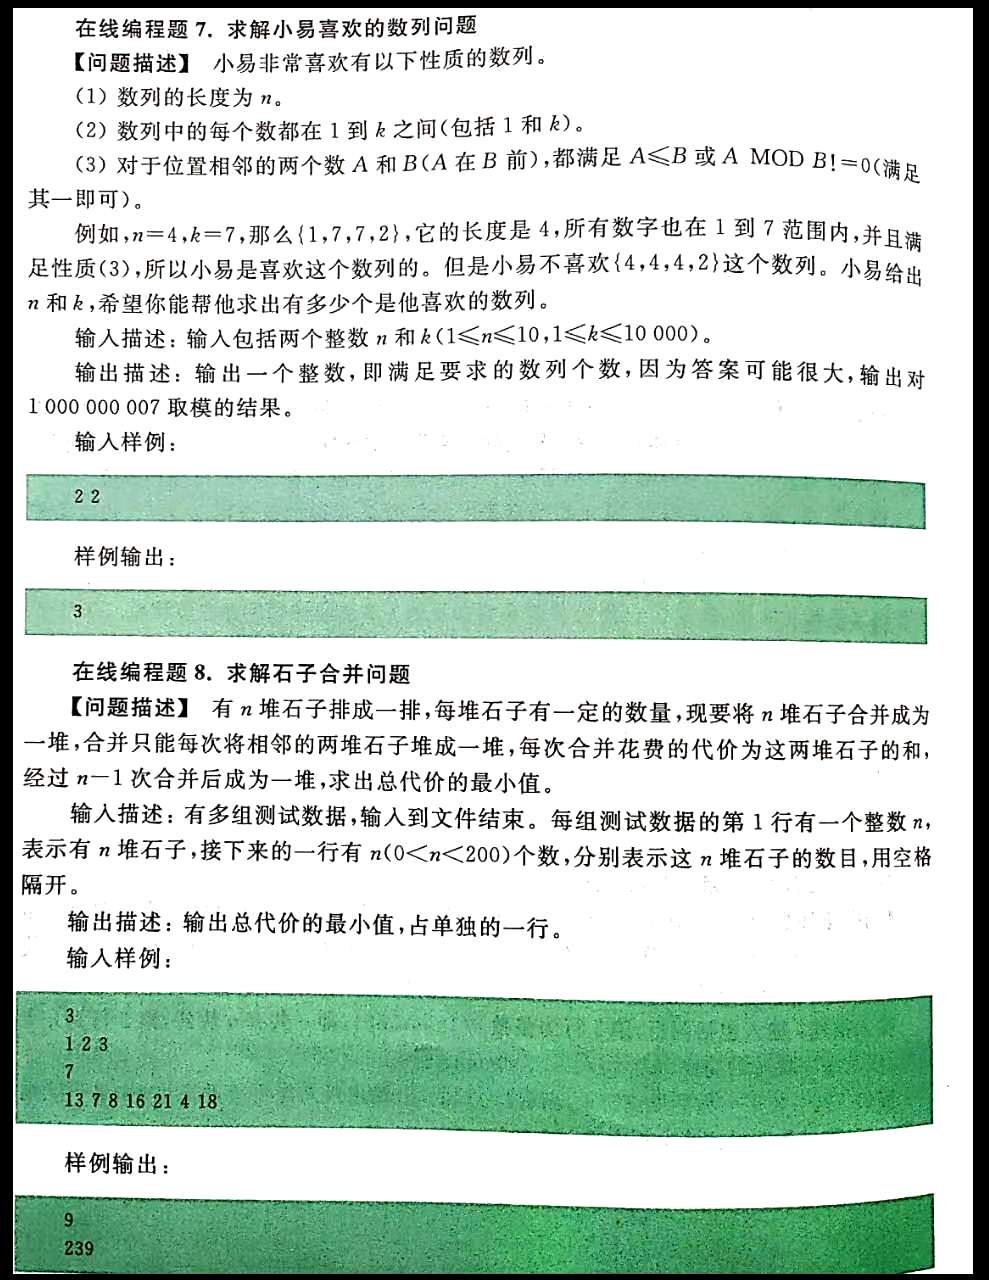 在线编程题 7. 求解小易喜欢的数列问题
【问题描述】 小易非常喜欢有以下性质的数列。
(1) 数列的长度为 n。
(2) 数列中的每个数都在 1 到 k 之间(包括 1 和 k)。
(3) 对于位置相邻的两个数 A 和 B(A 在 B 前),都满足 A≤B 或 A MOD B!=0(满足
其一即可)。
例如,n=4,k=7,那么{1,7,7,2},它的长度是 4,所有数字也在 1 到 7 范围内,并且满
足性质(3),所以小易是喜欢这个数列的。但是小易不喜欢{4,4,4,2}这个数列。小易给出
n 和 k,希望你能帮他求出有多少个是他喜欢的数列。
输入描述:输入包括两个整数 n 和 k(1≤n≤10,1≤k≤10 000)。
输出描述:输出一个整数,即满足要求的数列个数,因为答案可能很大,输出对
1 000 000 007 取模的结果。
输入样例:
2 2
样例输出:
3
在线编程题 8. 求解石子合并问题
【问题描述】 有 n 堆石子排成一排,每堆石子有一定的数量,现要将 n 堆石子合并成为
一堆,合并只能每次将相邻的两堆石子堆成一堆,每次合并花费的代价为这两堆石子的和,
经过 n-1 次合并后成为一堆,求出总代价的最小值。
输入描述:有多组测试数据,输入到文件结束。每组测试数据的第 1 行有一个整数 n,
表示有 n 堆石子,接下来的一行有 n(0<n<200)个数,分别表示这 n 堆石子的数目,用空格
隔开。
输出描述:输出总代价的最小值,占单独的一行。
输入样例:
3
1 2 3
7
13 7 8 16 21 4 18
样例输出:
9
239